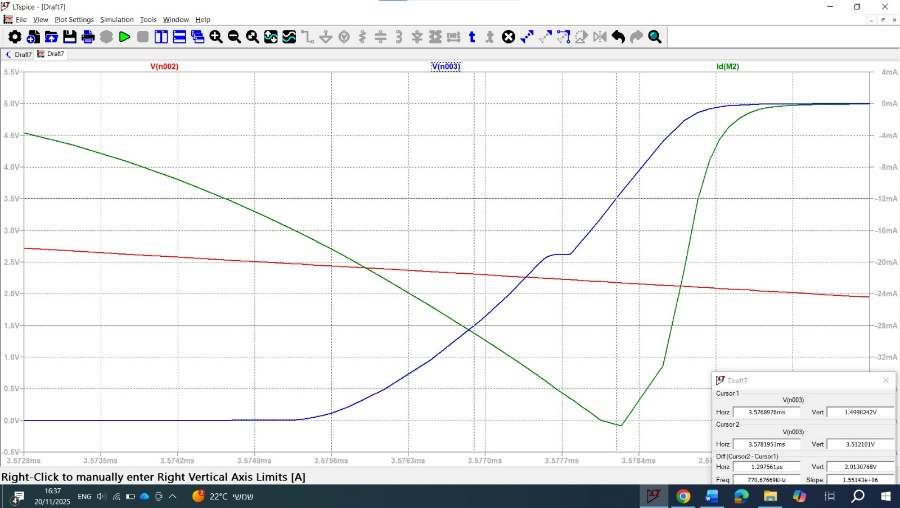 LTspice - [Draft7]
File View Plot Settings Simulation Tools Window Help
Draft7 Draft7
V(n002) V(n003) Id(M2)
5.5V 4mA
5.0V 0mA
4.5V -4mA
4.0V -8mA
3.5V -12mA
3.0V -16mA
2.5V -20mA
2.0V -24mA
1.5V -28mA
1.0V -32mA
0.5V
0.0V
-0.5V
3.5728ms 3.5735ms 3.5742ms 3.5749ms 3.5756ms 3.5763ms 3.5770ms 3.5777ms 3.5784ms 3.57
Draft7
Cursor 1
V(n003)
Horz 3.5768976ms Vert 1.4990242V
Cursor 2
V(n003)
Horz 3.5781951ms Vert 3.512101V
Diff (Cursor2 - Cursor1)
Horz 1.297561µs Vert 2.0130768V
Freq 770.67669KHz Slope 1.55143e+06
Right-Click to manually enter Right Vertical Axis Limits [A]
16:37
20/11/2025
ENG
22°C שמשי